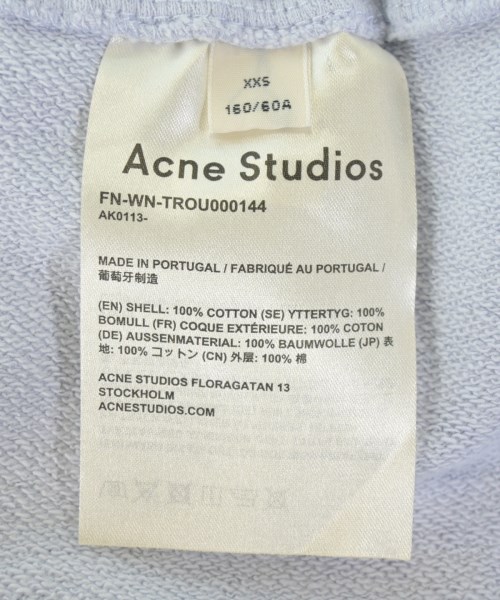 XXS
160/60A
Acne Studios
FN-WN-TROU000144
AK0113-
MADE IN PORTUGAL / FABRIQUÉ AU PORTUGAL /
葡萄牙制造
(EN) SHELL: 100% COTTON (SE) YTTERTYG: 100%
BOMULL (FR) COQUE EXTÉRIEURE: 100% COTON
(DE) AUSSENMATERIAL: 100% BAUMWOLLE (JP) 表
地: 100% コットン (CN) 外层: 100% 棉
ACNE STUDIOS FLORAGATAN 13
STOCKHOLM
ACNESTUDIOS.COM